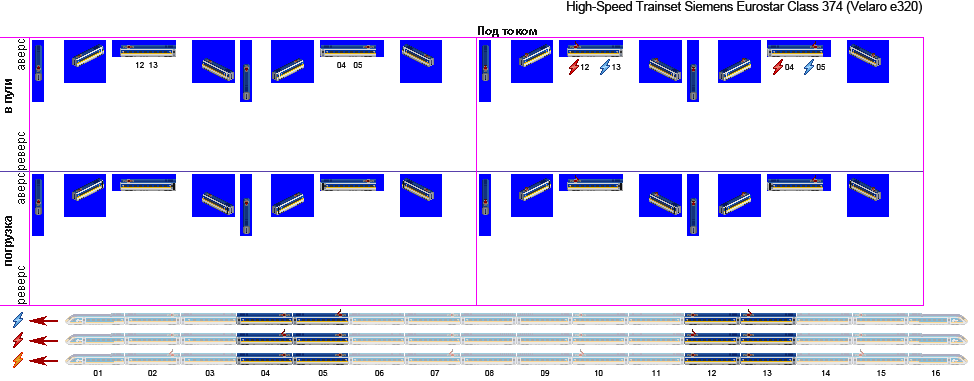 High-Speed Trainset Siemens Eurostar Class 374 (Velaro e320)
Под током
в пути
аверс
12 13
04 05
12 13
04 05
реверс
погрузка
аверс
реверс
01 02 03 04 05 06 07 08 09 10 11 12 13 14 15 16